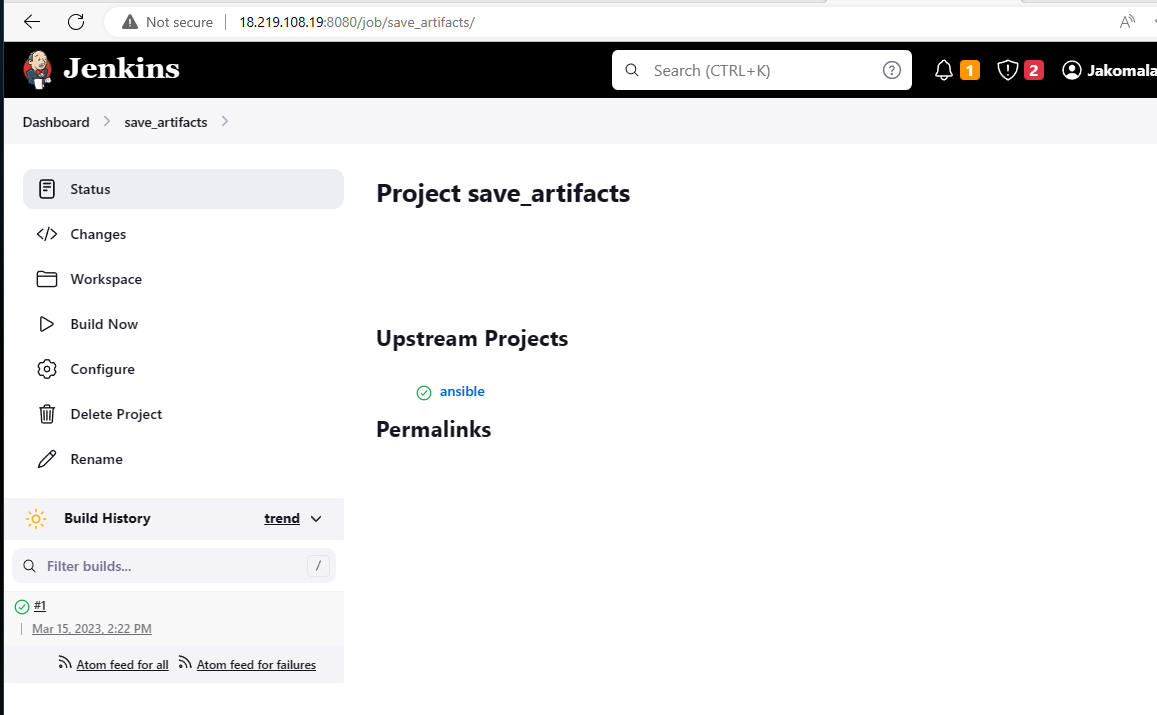 Not secure | 18.219.108.19:8080/job/save_artifacts/
Jenkins
Search (CTRL+K)
1
2
Jakomala
Dashboard
save_artifacts
Status
Changes
Workspace
Build Now
Configure
Delete Project
Rename
Project save_artifacts
Upstream Projects
ansible
Permalinks
Build History
trend
Filter builds...
/
#1
Mar 15, 2023, 2:22 PM
Atom feed for all
Atom feed for failures